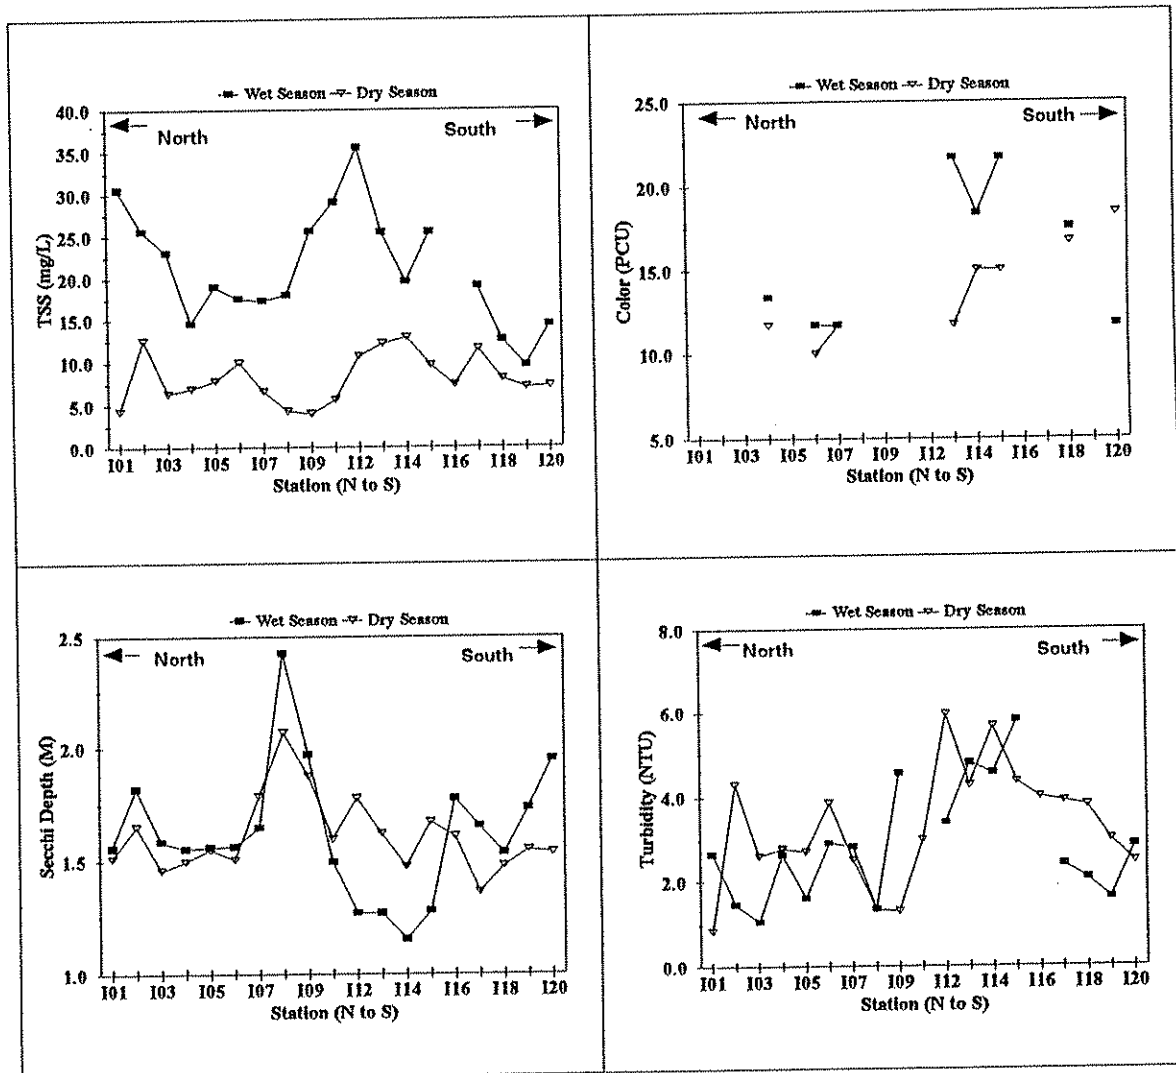 Wet Season Dry Season
40.0
North South
35.0
30.0
25.0
20.0
15.0
10.0
5.0
0.0
TSS (mg/L)
I01 I03 I05 I07 I09 I12 I14 I16 I18 I20
Station (N to S)
Wet Season Dry Season
25.0
North South
20.0
15.0
10.0
5.0
Color (PCU)
I01 I03 I05 I07 I09 I12 I14 I16 I18 I20
Station (N to S)
Wet Season Dry Season
2.5
North South
2.0
1.5
1.0
Secchi Depth (M)
I01 I03 I05 I07 I09 I12 I14 I16 I18 I20
Station (N to S)
Wet Season Dry Season
8.0
North South
6.0
4.0
2.0
0.0
Turbidity (NTU)
I01 I03 I05 I07 I09 I12 I14 I16 I18 I20
Station (N to S)